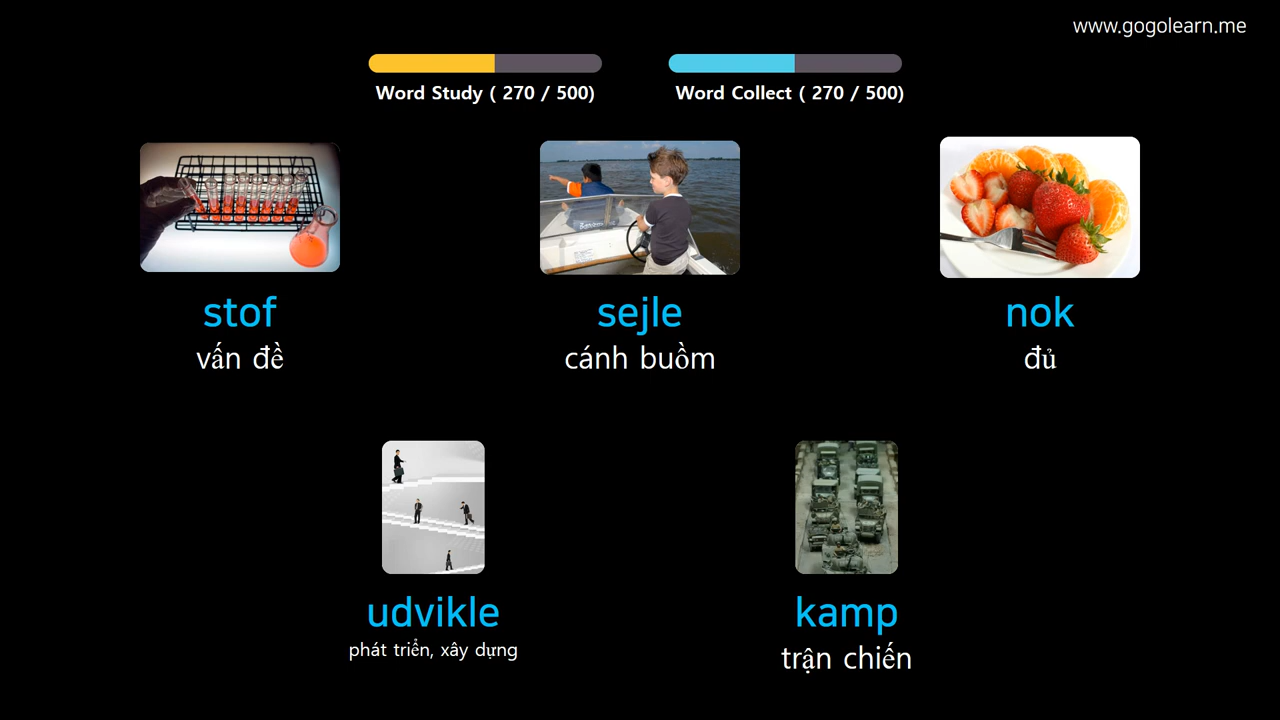 www.gogolearn.me
Word Study ( 270 / 500)
Word Collect ( 270 / 500)
stof
vấn đề
sejle
cánh buồm
nok
đủ
udvikle
phát triển, xây dựng
kamp
trận chiến